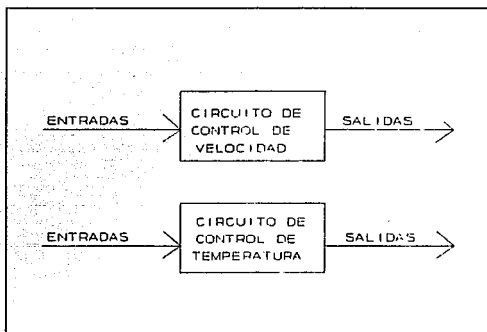 ENTRADAS
CIRCUITO DE
CONTROL DE
VELOCIDAD
SALIDAS
ENTRADAS
CIRCUITO DE
CONTROL DE
TEMPERATURA
SALIDAS